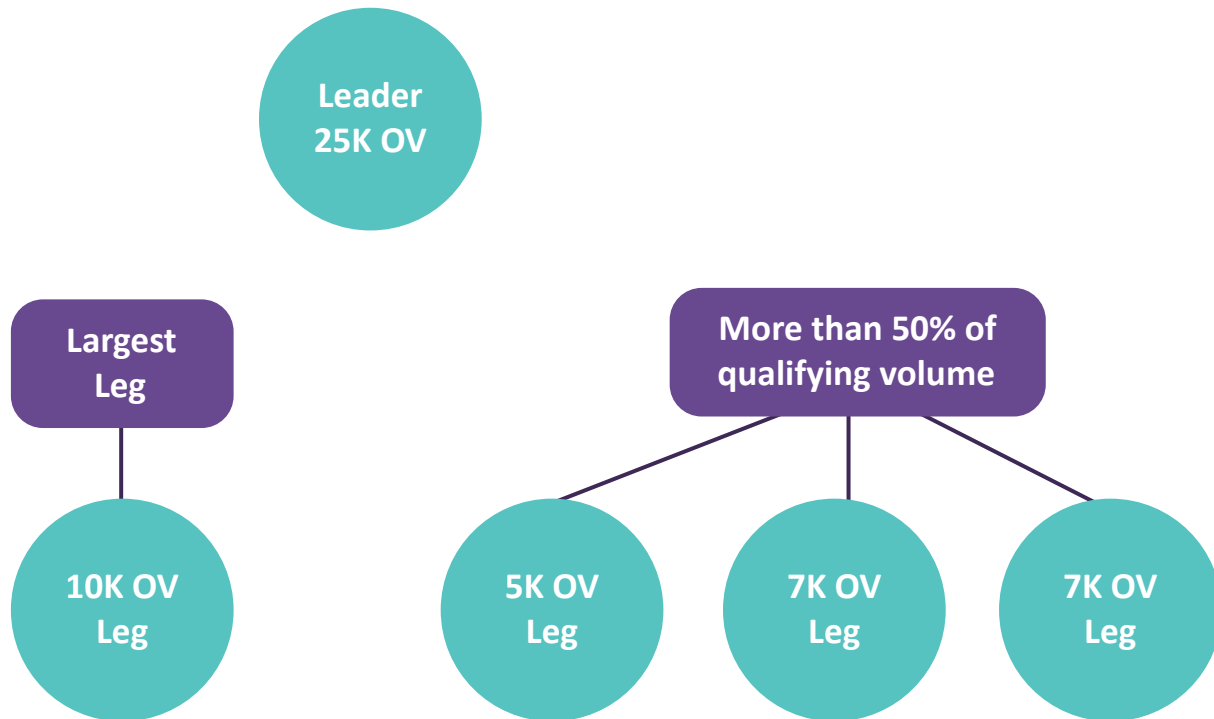 Leader
25K OV
Largest
Leg
More than 50% of
qualifying volume
10K OV
Leg
5K OV
Leg
7K OV
Leg
7K OV
Leg